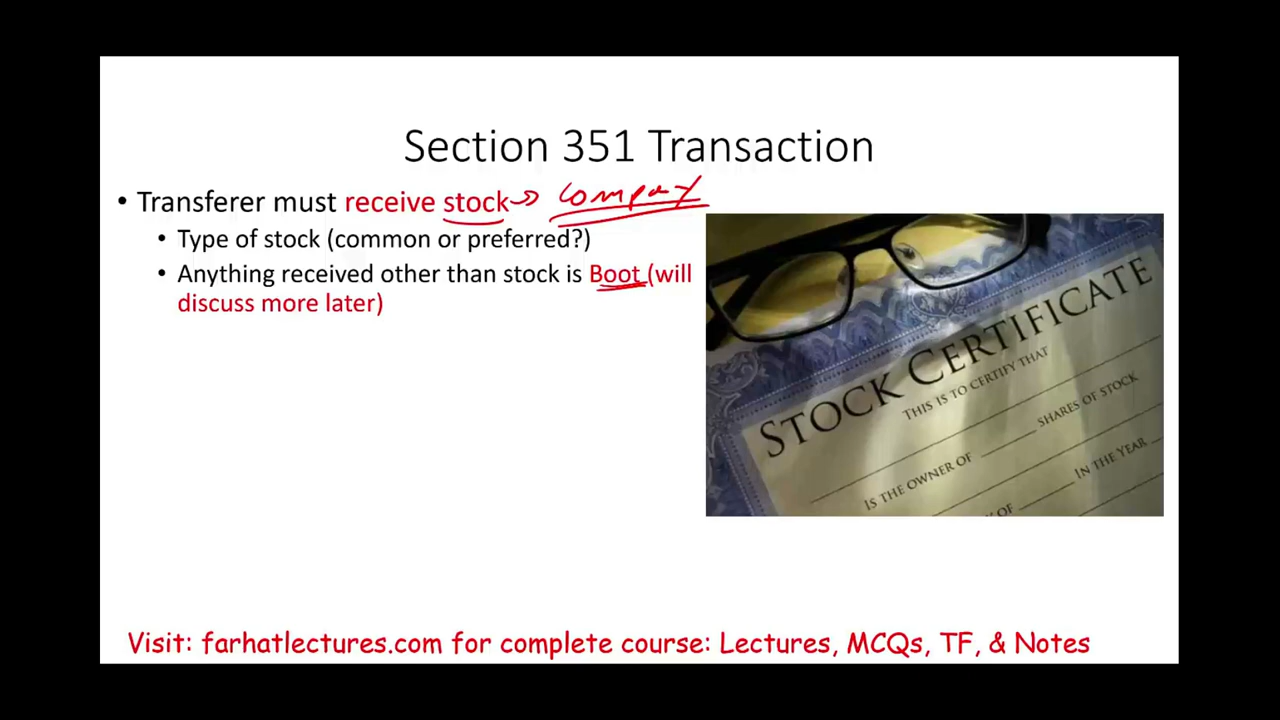 Section 351 Transaction
• Transferer must receive stock → company
• Type of stock (common or preferred?)
• Anything received other than stock is Boot (will
discuss more later)
STOCK CERTIFICATE
THIS IS TO CERTIFY THAT
IS THE OWNER OF SHARES OF STOCK
Y OF IN THE YEAR
Visit: farhatlectures.com for complete course: Lectures, MCQs, TF, & Notes